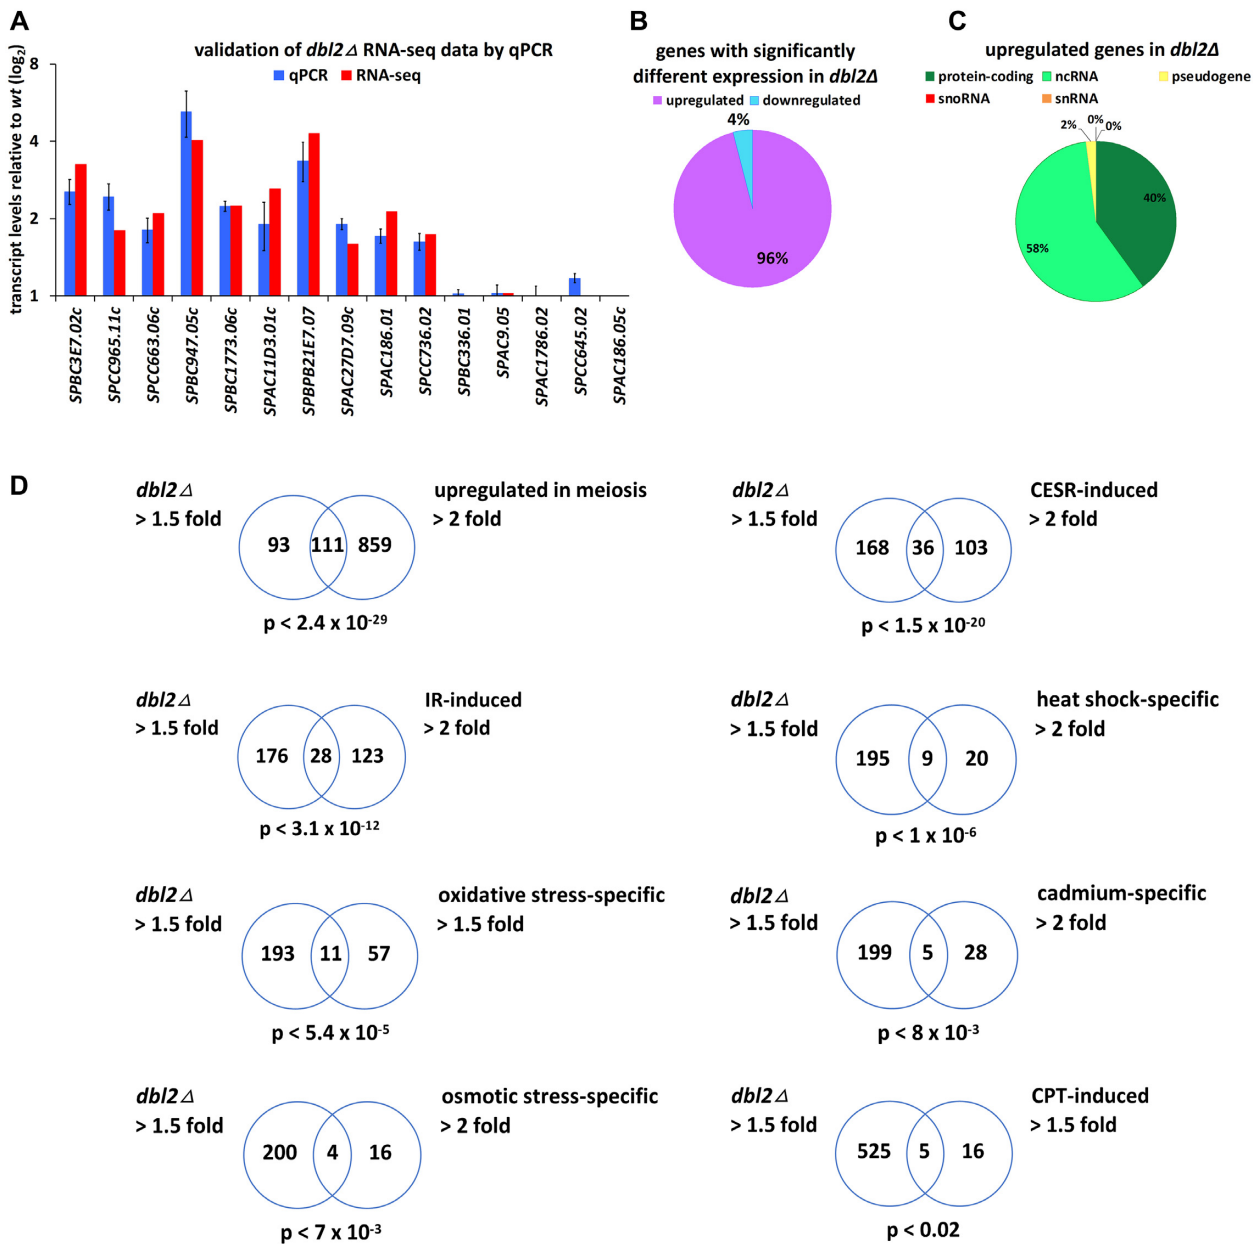 A
validation of dbl2Δ RNA-seq data by qPCR
qPCR RNA-seq
transcript levels relative to wt (log2)
8
4
2
1
SPBC3E7.02c
SPCC965.11c
SPCC663.06c
SPBC947.05c
SPBC1773.06c
SPAC11D3.01c
SPBPB21E7.07
SPAC27D7.09c
SPAC186.01
SPCC736.02
SPBC336.01
SPAC9.05
SPAC1786.02
SPCC645.02
SPAC186.05c
B
genes with significantly
different expression in dbl2Δ
upregulated downregulated
4%
96%
C
upregulated genes in dbl2Δ
protein-coding ncRNA pseudogene
snoRNA snRNA
2% 0% 0%
40%
58%
D
dbl2Δ
> 1.5 fold
upregulated in meiosis
> 2 fold
93 111 859
p < 2.4 x 10-29
dbl2Δ
> 1.5 fold
CESR-induced
> 2 fold
168 36 103
p < 1.5 x 10-20
dbl2Δ
> 1.5 fold
IR-induced
> 2 fold
176 28 123
p < 3.1 x 10-12
dbl2Δ
> 1.5 fold
heat shock-specific
> 2 fold
195 9 20
p < 1 x 10-6
dbl2Δ
> 1.5 fold
oxidative stress-specific
> 1.5 fold
193 11 57
p < 5.4 x 10-5
dbl2Δ
> 1.5 fold
cadmium-specific
> 2 fold
199 5 28
p < 8 x 10-3
dbl2Δ
> 1.5 fold
osmotic stress-specific
> 2 fold
200 4 16
p < 7 x 10-3
dbl2Δ
> 1.5 fold
CPT-induced
> 1.5 fold
525 5 16
p < 0.02